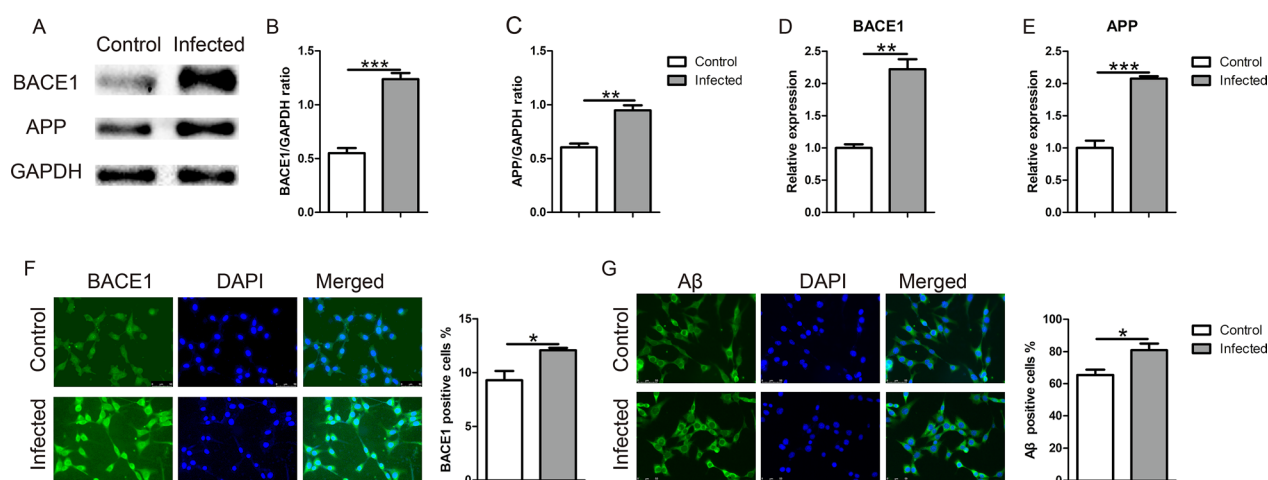 A
Control Infected
BACE1
APP
GAPDH
B
BACE1/GAPDH ratio
1.5
1.0
0.5
0.0
***
C
APP/GAPDH ratio
1.5
1.0
0.5
0.0
**
Control
Infected
D
BACE1
Relative expression
2.5
2.0
1.5
1.0
0.5
0.0
**
E
APP
Relative expression
2.5
2.0
1.5
1.0
0.5
0.0
***
Control
Infected
F
BACE1 DAPI Merged
Control
Infected
BACE1 positive cells %
15
10
5
0
*
G
Aβ DAPI Merged
Control
Infected
Aβ positive cells %
100
80
60
40
20
0
*
Control
Infected